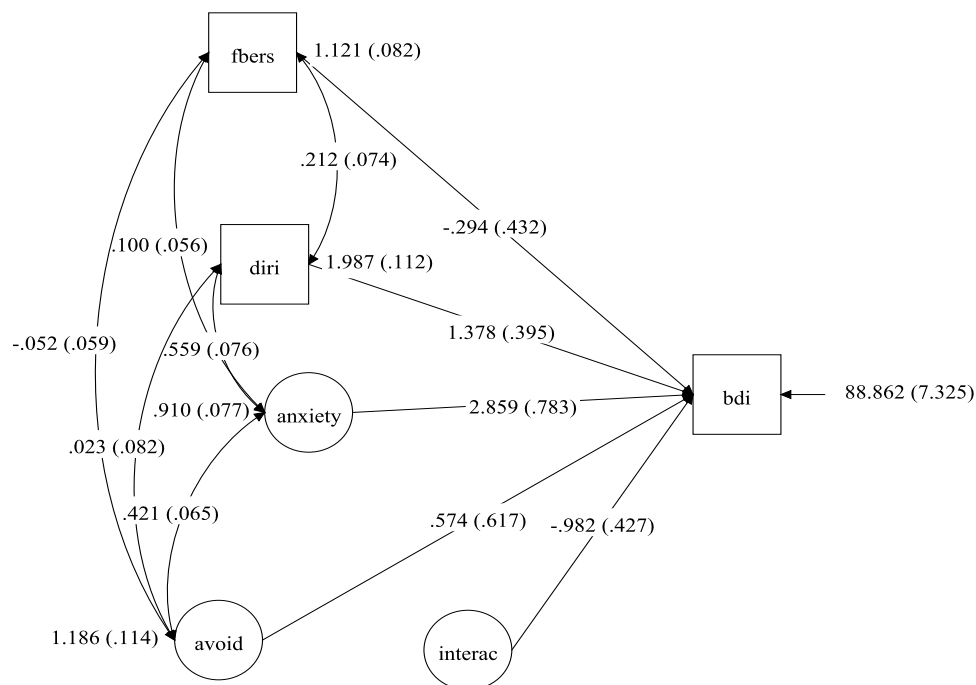 fbers
1.121 (.082)
.212 (.074)
-.294 (.432)
.100 (.056)
diri
1.987 (.112)
1.378 (.395)
-.052 (.059)
.559 (.076)
.910 (.077)
anxiety
2.859 (.783)
bdi
88.862 (7.325)
.023 (.082)
.421 (.065)
.574 (.617)
-.982 (.427)
1.186 (.114)
avoid
interac